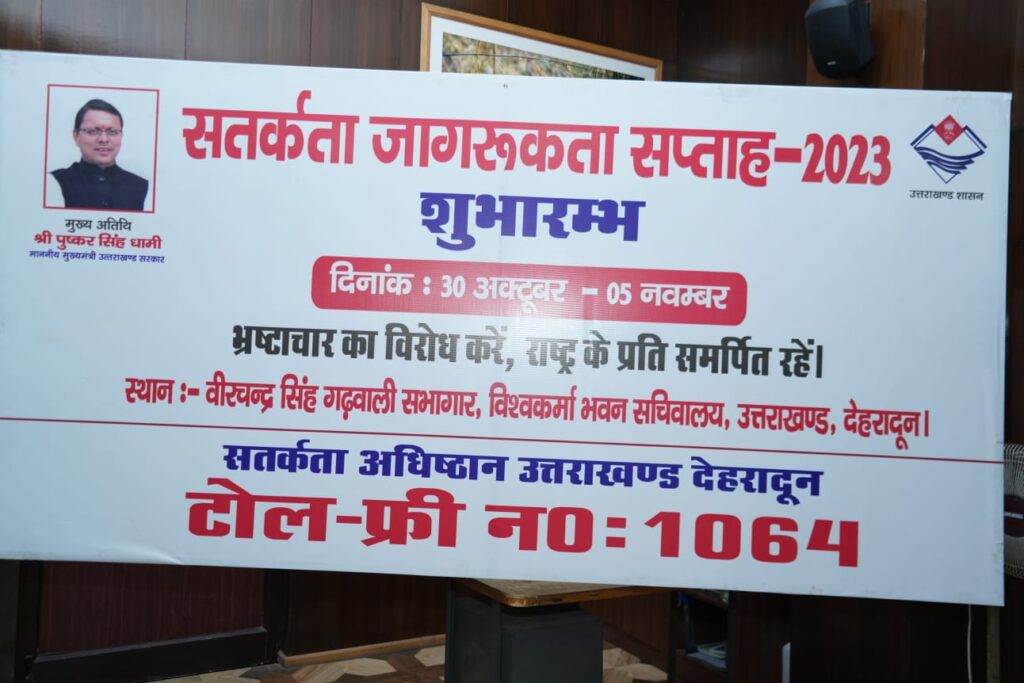 सतर्कता जागरूकता सप्ताह-2023
उत्तराखण्ड शासन
शुभारम्भ
मुख्य अतिथि
श्री पुष्कर सिंह धामी
माननीय मुख्यमंत्री उत्तराखण्ड सरकार
दिनांक : 30 अक्टूबर - 05 नवम्बर
भ्रष्टाचार का विरोध करें, राष्ट्र के प्रति समर्पित रहें।
स्थान :- वीरचन्द्र सिंह गढ़वाली सभागार, विश्वकर्मा भवन सचिवालय, उत्तराखण्ड, देहरादून।
सतर्कता अधिष्ठान उत्तराखण्ड देहरादून
टोल-फ्री न0 : 1064